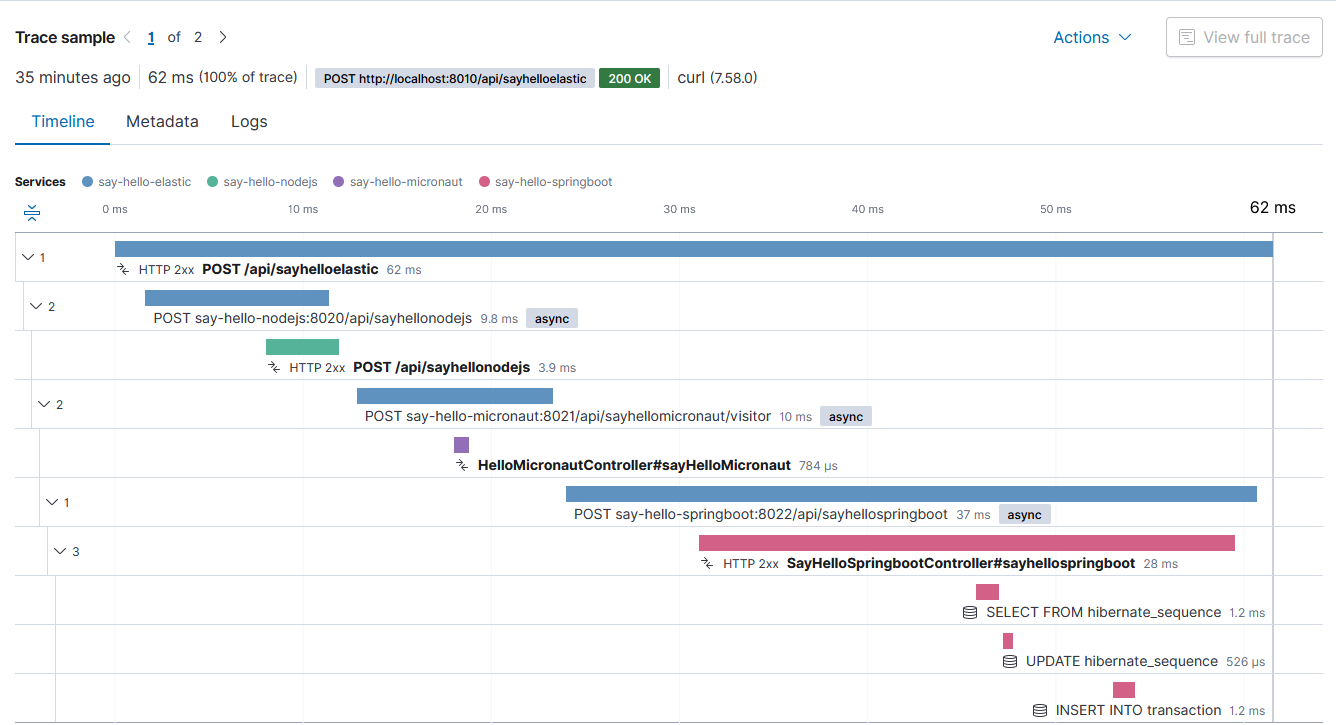 Trace sample 1 of 2 Actions View full trace
35 minutes ago 62 ms (100% of trace) POST http://localhost:8010/api/sayhelloelastic 200 OK curl (7.58.0)
Timeline Metadata Logs
Services say-hello-elastic say-hello-nodejs say-hello-micronaut say-hello-springboot
0 ms 10 ms 20 ms 30 ms 40 ms 50 ms 62 ms
1
HTTP 2xx POST /api/sayhelloelastic 62 ms
2
POST say-hello-nodejs:8020/api/sayhellonodejs 9.8 ms async
HTTP 2xx POST /api/sayhellonodejs 3.9 ms
2
POST say-hello-micronaut:8021/api/sayhellomicronaut/visitor 10 ms async
HelloMicronautController#sayHelloMicronaut 784 μs
1
POST say-hello-springboot:8022/api/sayhellospringboot 37 ms async
3
HTTP 2xx SayHelloSpringbootController#sayhellospringboot 28 ms
SELECT FROM hibernate_sequence 1.2 ms
UPDATE hibernate_sequence 526 μs
INSERT INTO transaction 1.2 ms